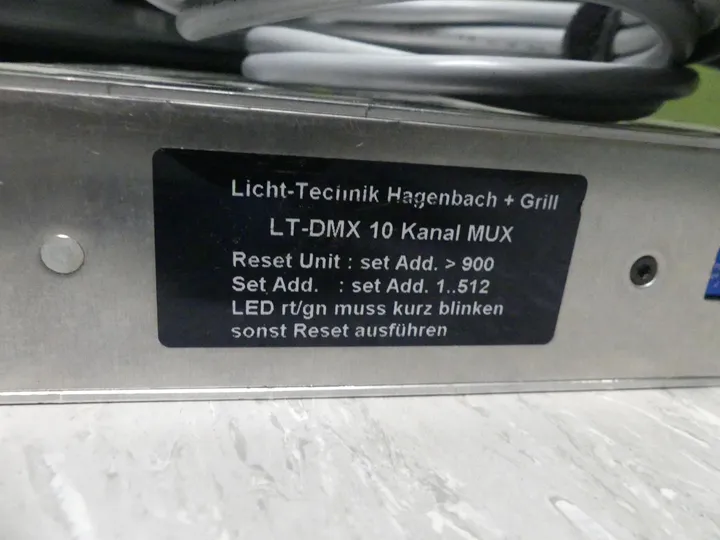 Licht-Technik Hagenbach + Grill
LT-DMX 10 Kanal MUX
Reset Unit : set Add. > 900
Set Add. : set Add. 1..512
LED rt/gn muss kurz blinken
sonst Reset ausführen